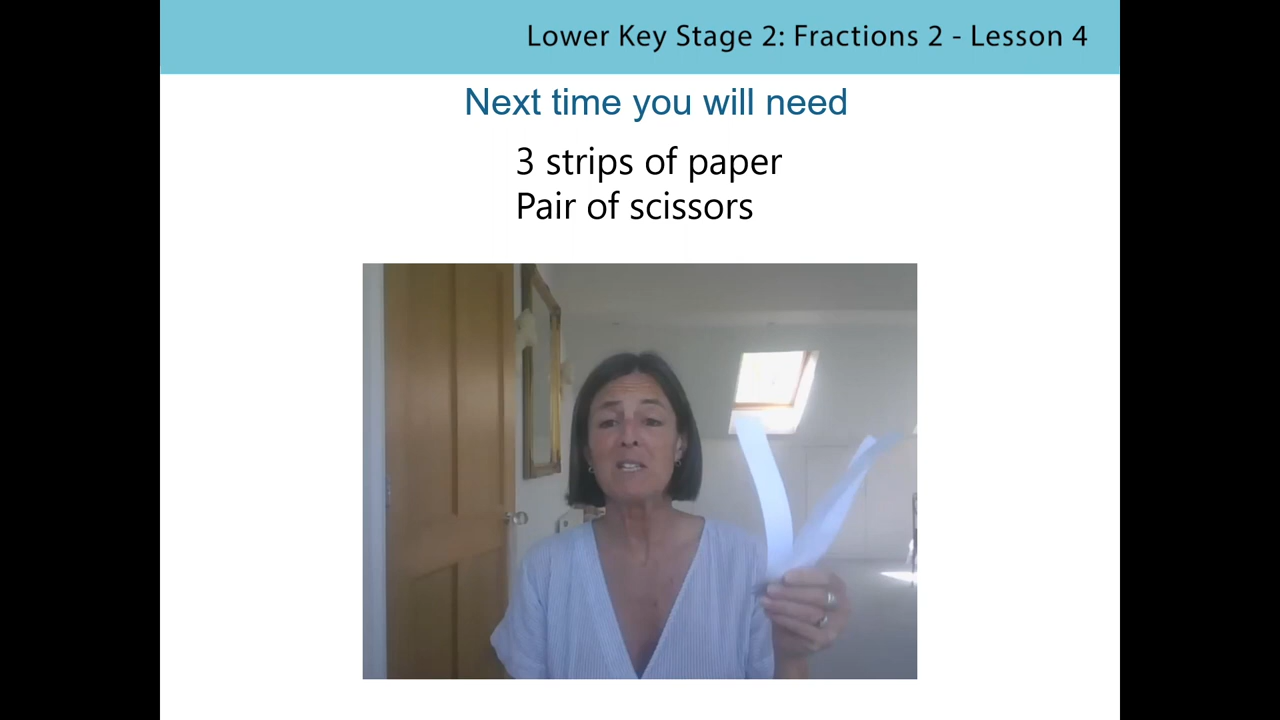 Lower Key Stage 2: Fractions 2 - Lesson 4
Next time you will need
3 strips of paper
Pair of scissors